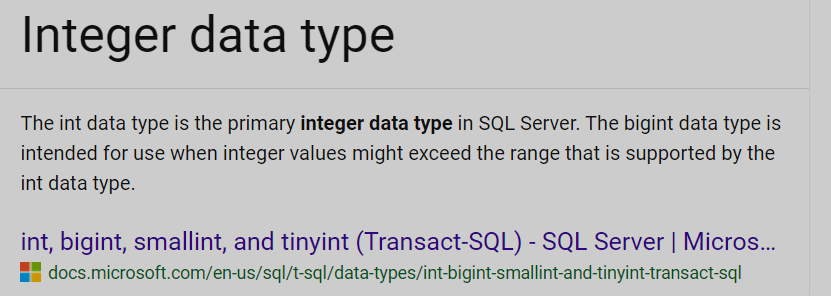 Integer data type
The int data type is the primary integer data type in SQL Server. The bigint data type is
intended for use when integer values might exceed the range that is supported by the
int data type.
int, bigint, smallint, and tinyint (Transact-SQL) - SQL Server | Micros...
docs.microsoft.com/en-us/sql/t-sql/data-types/int-bigint-smallint-and-tinyint-transact-sql